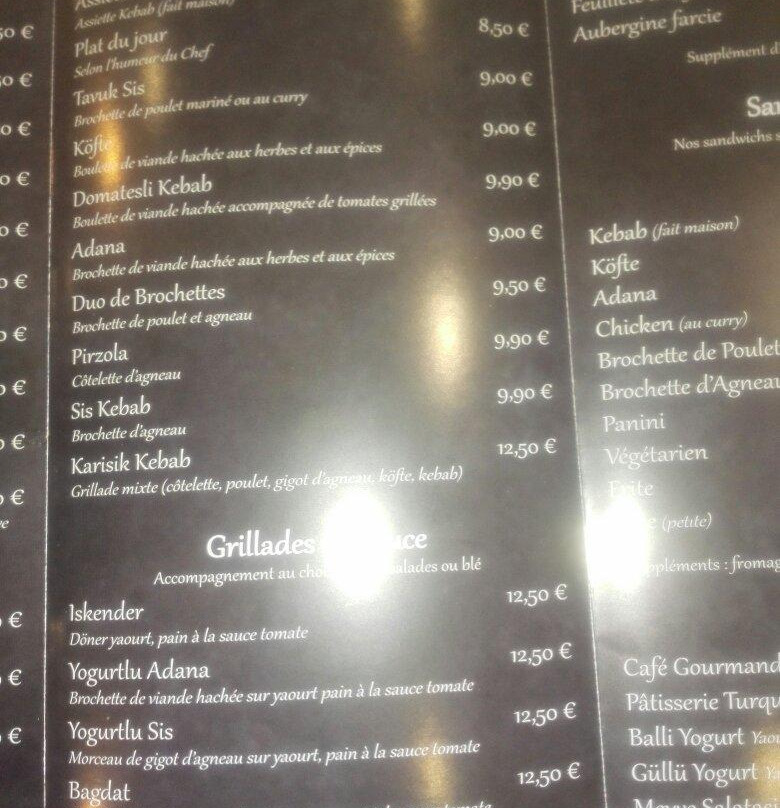 Assiette Kebab (fait maison)
Plat du jour 8,50 €
Selon l'humeur du Chef
Tavuk Sis 9,00 €
Brochette de poulet mariné ou au curry
Köfte 9,00 €
Boulette de viande hachée aux herbes et aux épices
Domatesli Kebab 9,90 €
Boulette de viande hachée accompagnée de tomates grillées
Adana 9,00 €
Brochette de viande hachée aux herbes et aux épices
Duo de Brochettes 9,50 €
Brochette de poulet et agneau
Pirzola 9,90 €
Côtelette d'agneau
Sis Kebab 9,90 €
Brochette d'agneau
Karisik Kebab 12,50 €
Grillade mixte (côtelette, poulet, gigot d'agneau, köfte, kebab)
Grillades
Accompagnement au ou blé
Iskender 12,50 €
Döner yaourt, pain à la sauce tomate
Yogurtlu Adana 12,50 €
Brochette de viande hachée sur yaourt pain à la sauce tomate
Yogurtlu Sis 12,50 €
Morceau de gigot d'agneau sur yaourt, pain à la sauce tomate
Bagdat 12,50 €
Aubergine farcie
Supplément
Nos sandwichs
Kebab (fait maison)
Köfte
Adana
Chicken (au curry)
Brochette de Poulet
Brochette d'Agneau
Panini
Végétarien
Frite
(petite)
: fromag
Café Gourmand
Pâtisserie Turqu
Balli Yogurt
Güllü Yogurt